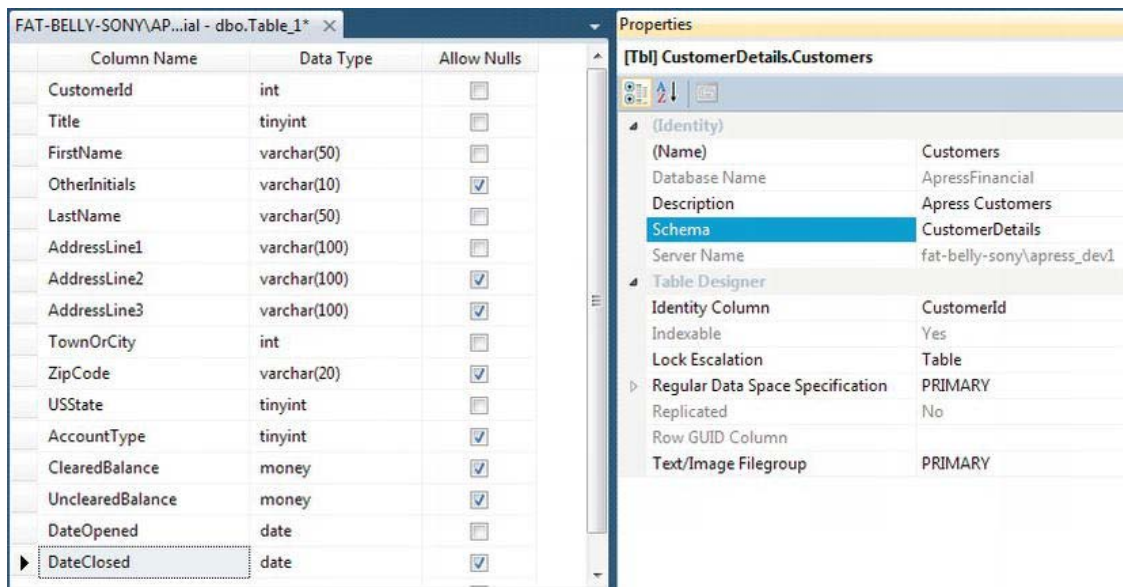 FAT-BELLY-SONY\AP...ial - dbo.Table_1*
Column Name Data Type Allow Nulls
CustomerId int
Title tinyint
FirstName varchar(50)
OtherInitials varchar(10)
LastName varchar(50)
AddressLine1 varchar(100)
AddressLine2 varchar(100)
AddressLine3 varchar(100)
TownOrCity int
ZipCode varchar(20)
USState tinyint
AccountType tinyint
ClearedBalance money
UnclearedBalance money
DateOpened date
DateClosed date
Properties
[Tbl] CustomerDetails.Customers
(Identity)
(Name) Customers
Database Name ApressFinancial
Description Apress Customers
Schema CustomerDetails
Server Name fat-belly-sony\apress_dev1
Table Designer
Identity Column CustomerId
Indexable Yes
Lock Escalation Table
Regular Data Space Specification PRIMARY
Replicated No
Row GUID Column
Text/Image Filegroup PRIMARY